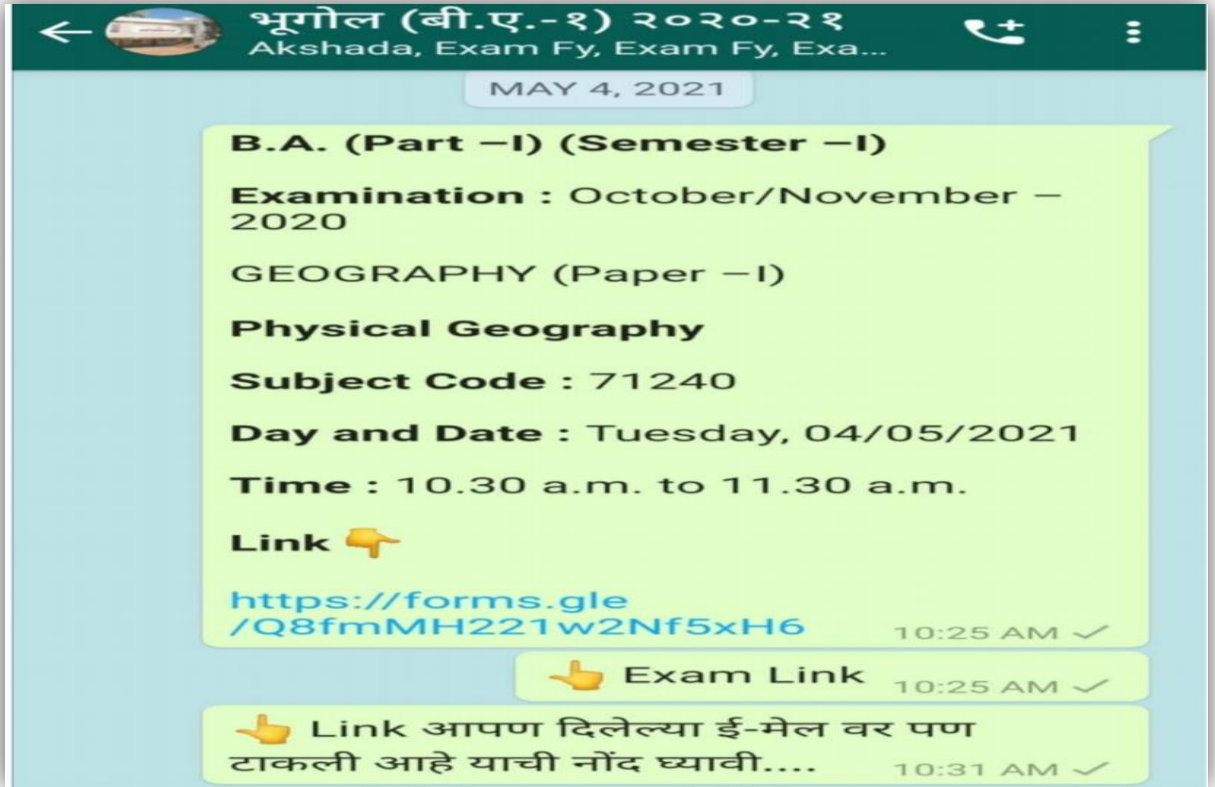 भूगोल (बी.ए.-१) २०२०-२१
Akshada, Exam Fy, Exam Fy, Exa...
MAY 4, 2021
B.A. (Part –I) (Semester –I)
Examination : October/November –
2020
GEOGRAPHY (Paper –I)
Physical Geography
Subject Code : 71240
Day and Date : Tuesday, 04/05/2021
Time : 10.30 a.m. to 11.30 a.m.
Link 👇
https://forms.gle
/Q8fmMH221w2Nf5xH6 10:25 AM ✓
👆 Exam Link 10:25 AM ✓
👆 Link आपण दिलेल्या ई-मेल वर पण
टाकली आहे याची नोंद घ्यावी.... 10:31 AM ✓